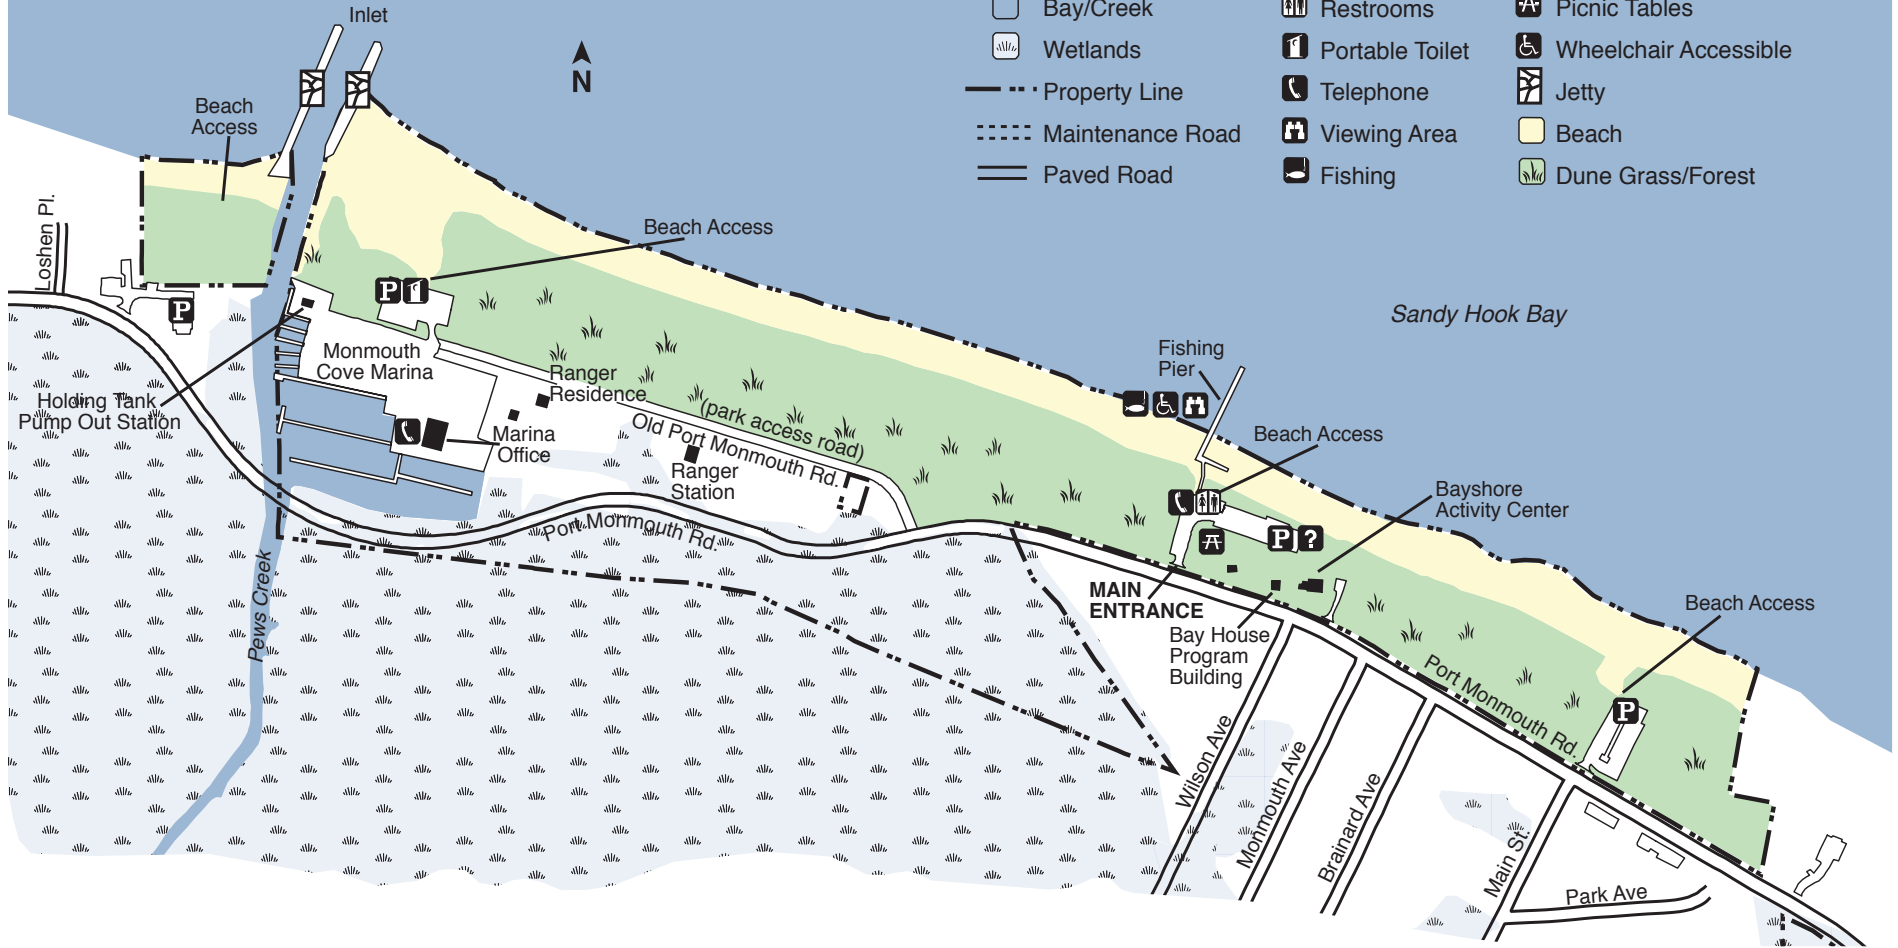 Inlet
N
Bay/Creek
Wetlands
Property Line
Maintenance Road
Paved Road
Restrooms
Portable Toilet
Telephone
Viewing Area
Fishing
Picnic Tables
Wheelchair Accessible
Jetty
Beach
Dune Grass/Forest
Beach
Access
Loshen Pl.
P
Beach Access
P
Monmouth
Cove Marina
Holding Tank
Pump Out Station
Ranger
Residence
Marina
Office
(park access road)
Old Port Monmouth Rd.
Ranger
Station
Port Monmouth Rd.
Pews Creek
Sandy Hook Bay
Fishing
Pier
Beach Access
Bayshore
Activity Center
P
?
MAIN
ENTRANCE
Bay House
Program
Building
Beach Access
P
Port Monmouth Rd.
Wilson Ave
Monmouth Ave
Brainard Ave
Main St.
Park Ave